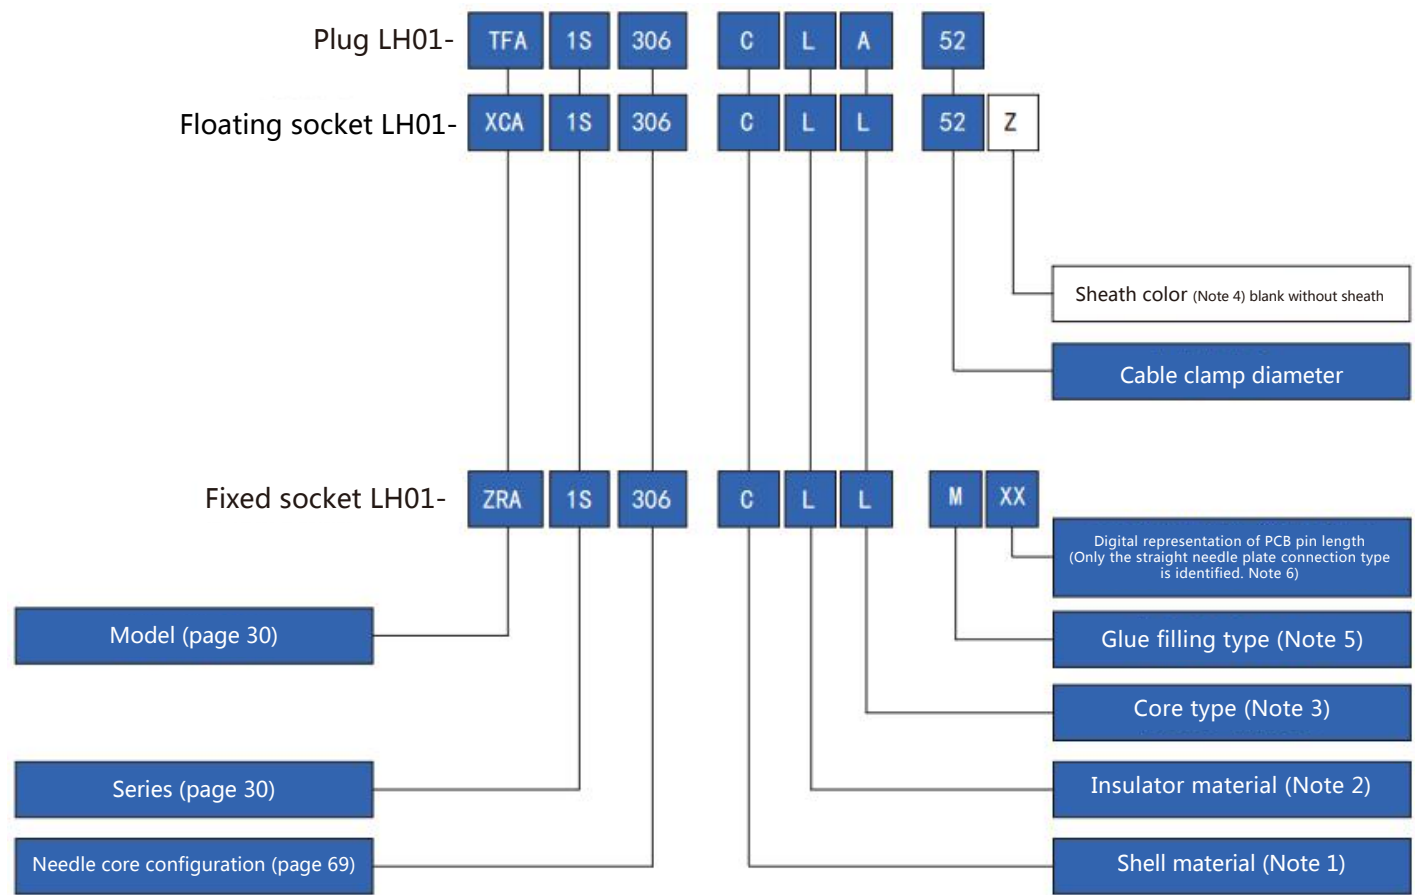 Plug LH01- TFA 1S 306 C L A 52
Floating socket LH01- XCA 1S 306 C L L 52 Z
Sheath color (Note 4) blank without sheath
Cable clamp diameter
Fixed socket LH01- ZRA 1S 306 C L L M XX
Digital representation of PCB pin length
(Only the straight needle plate connection type
is identified. Note 6)
Model (page 30)
Glue filling type (Note 5)
Core type (Note 3)
Series (page 30)
Insulator material (Note 2)
Needle core configuration (page 69)
Shell material (Note 1)